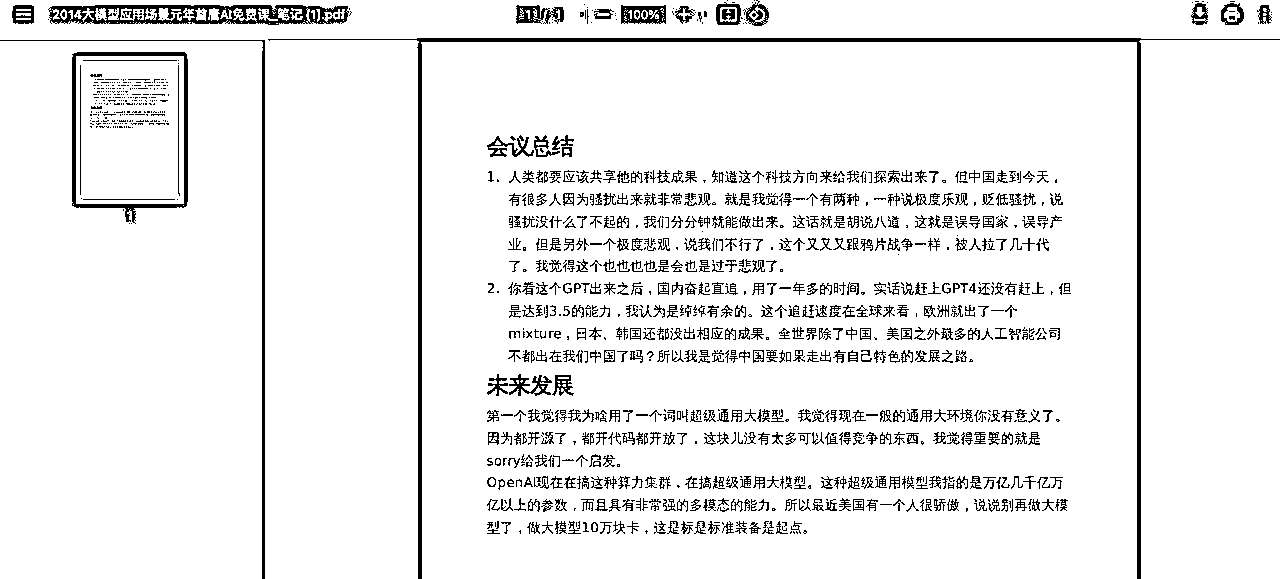 2014大模型应用场景元年首席AI免费课_笔记 (1).pdf
1 / 1
100%
会议总结
1. 人类都要应该共享他的科技成果，知道这个科技方向来给我们探索出来了。但中国走到今天，
有很多人因为骚扰出来就非常悲观。就是我觉得一个有两种，一种说极度乐观，贬低骚扰，说
骚扰没什么了不起的，我们分分钟就能做出来。这话就是胡说八道，这就是误导国家，误导产
业。但是另外一个极度悲观，说我们不行了，这个又又又跟鸦片战争一样，被人拉了几十代
了。我觉得这个也也也也是会也是过于悲观了。
2. 你看这个GPT出来之后，国内奋起直追，用了一年多的时间。实话说赶上GPT4还没有赶上，但
是达到3.5的能力，我认为是绰绰有余的。这个追赶速度在全球来看，欧洲就出了一个
mixture，日本、韩国还都没出相应的成果。全世界除了中国、美国之外最多的人工智能公司
不都出在我们中国了吗？所以我是觉得中国要如果走出有自己特色的发展之路。
未来发展
第一个我觉得我为啥用了一个词叫超级通用大模型。我觉得现在一般的通用大环境你没有意义了。
因为都开源了，都开代码都开放了，这块儿没有太多可以值得竞争的东西。我觉得重要的就是
sorry给我们一个启发。
OpenAI现在在搞这种算力集群，在搞超级通用大模型。这种超级通用模型我指的是万亿几千亿万
亿以上的参数，而且具有非常强的多模态的能力。所以最近美国有一个人很骄傲，说说别再做大模
型了，做大模型10万块卡，这是标是标准装备是起点。
1